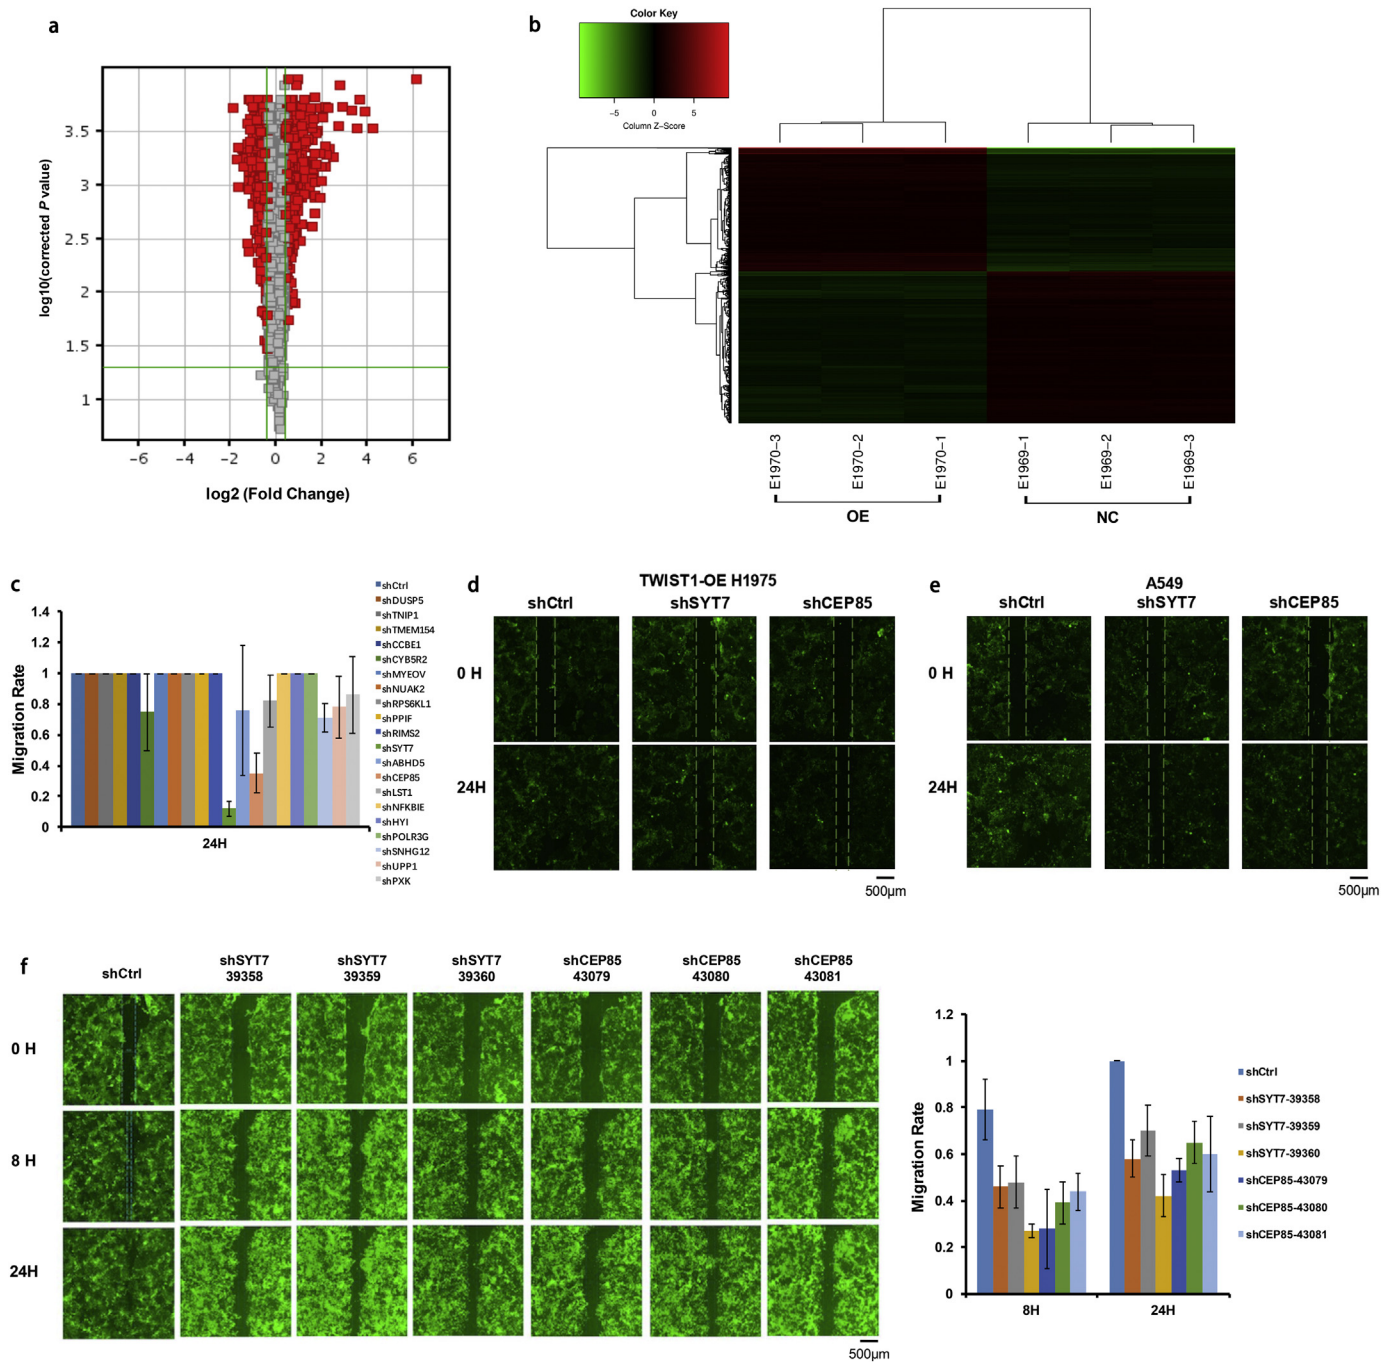 a
3.5
3
2.5
2
1.5
1
log10(corrected P value)
−6
−4
−2
0
2
4
6
log2 (Fold Change)
b
Color Key
−5
0
5
Column Z−Score
E1970−3
E1970−2
E1970−1
E1969−1
E1969−2
E1969−3
OE
NC
c
1.4
1.2
1
0.8
0.6
0.4
0.2
0
Migration Rate
24H
shCtrl
shDUSP5
shTNIP1
shTMEM154
shCCBE1
shCYB5R2
shMYEOV
shNUAK2
shRPS6KL1
shPPIF
shRIMS2
shSYT7
shABHD5
shCEP85
shLST1
shNFKBIE
shHYI
shPOLR3G
shSNHG12
shUPP1
shPXK
d
TWIST1-OE H1975
shCtrl
shSYT7
shCEP85
0 H
24H
500μm
e
A549
shCtrl
shSYT7
shCEP85
0 H
24H
500μm
f
shCtrl
shSYT7
39358
shSYT7
39359
shSYT7
39360
shCEP85
43079
shCEP85
43080
shCEP85
43081
0 H
8 H
24H
500μm
1.2
1
0.8
0.6
0.4
0.2
0
Migration Rate
8H
24H
shCtrl
shSYT7-39358
shSYT7-39359
shSYT7-39360
shCEP85-43079
shCEP85-43080
shCEP85-43081